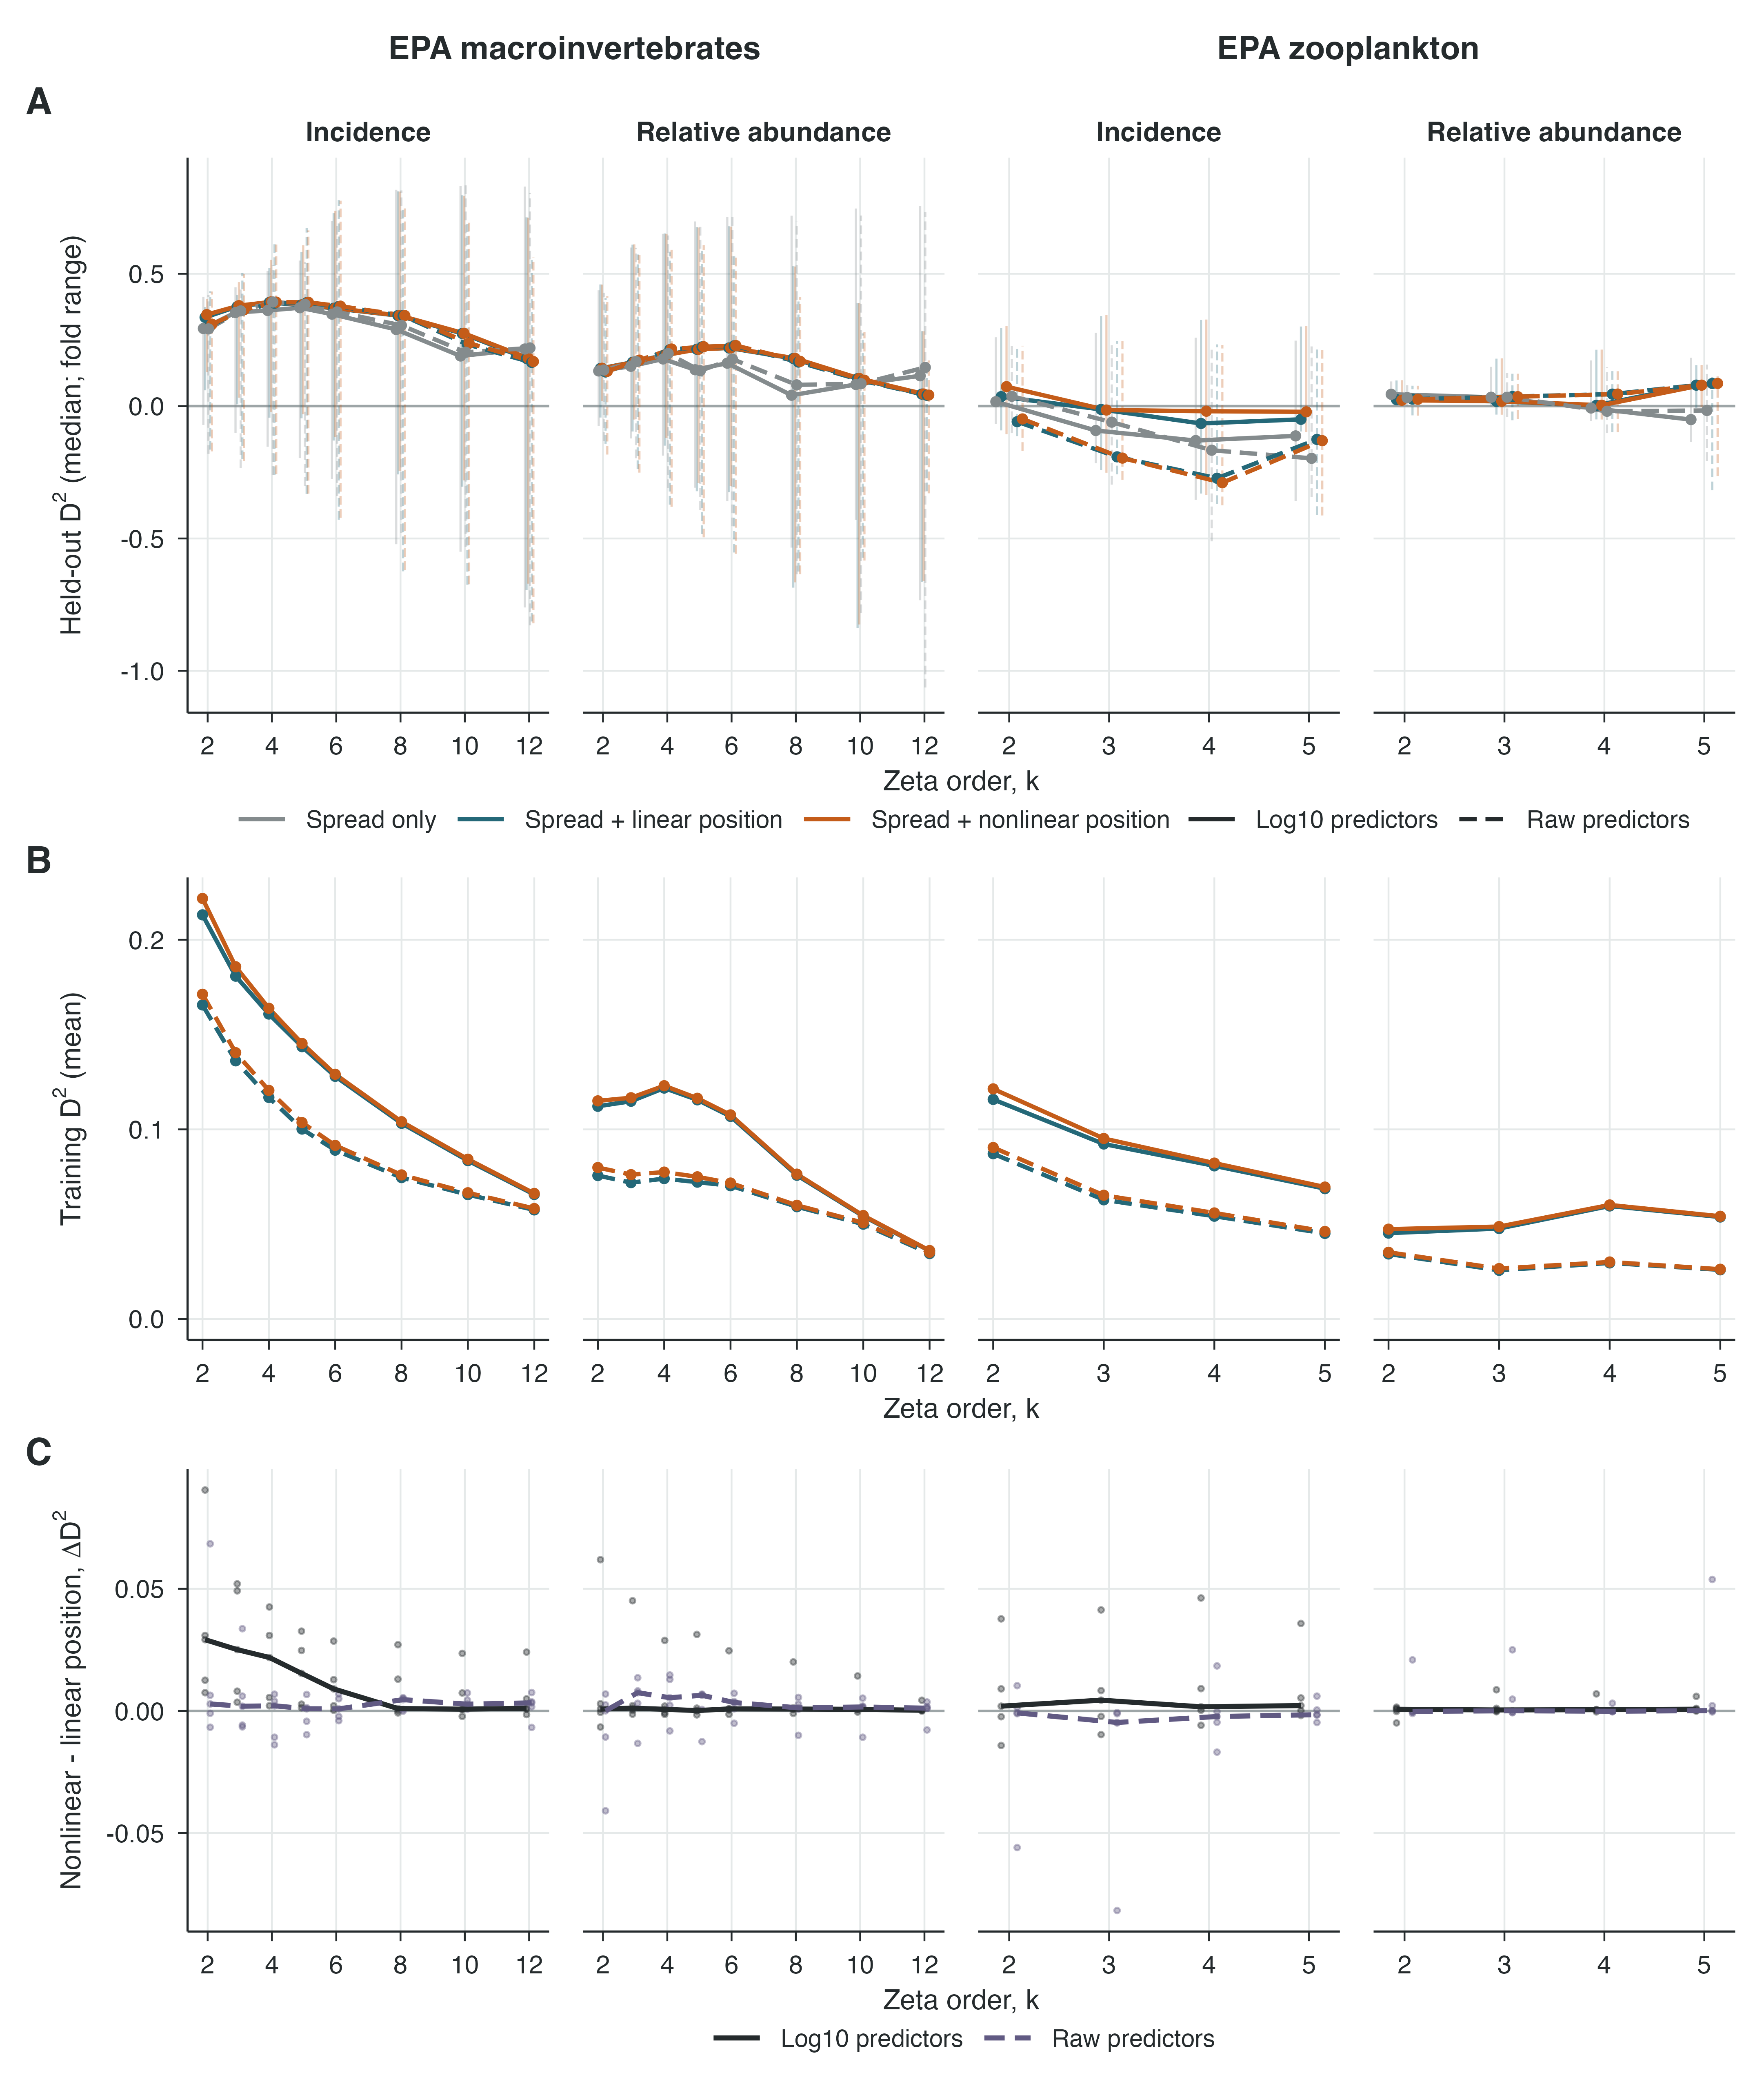 EPA macroinvertebrates EPA zooplankton
A
Incidence Relative abundance Incidence Relative abundance
Held-out D² (median; fold range)
0.5
0.0
-0.5
-1.0
2 4 6 8 10 12 2 4 6 8 10 12 2 3 4 5 2 3 4 5
Zeta order, k
Spread only Spread + linear position Spread + nonlinear position Log10 predictors Raw predictors
B
Training D² (mean)
0.2
0.1
0.0
2 4 6 8 10 12 2 4 6 8 10 12 2 3 4 5 2 3 4 5
Zeta order, k
C
Nonlinear - linear position, ΔD²
0.05
0.00
-0.05
2 4 6 8 10 12 2 4 6 8 10 12 2 3 4 5 2 3 4 5
Zeta order, k
Log10 predictors Raw predictors